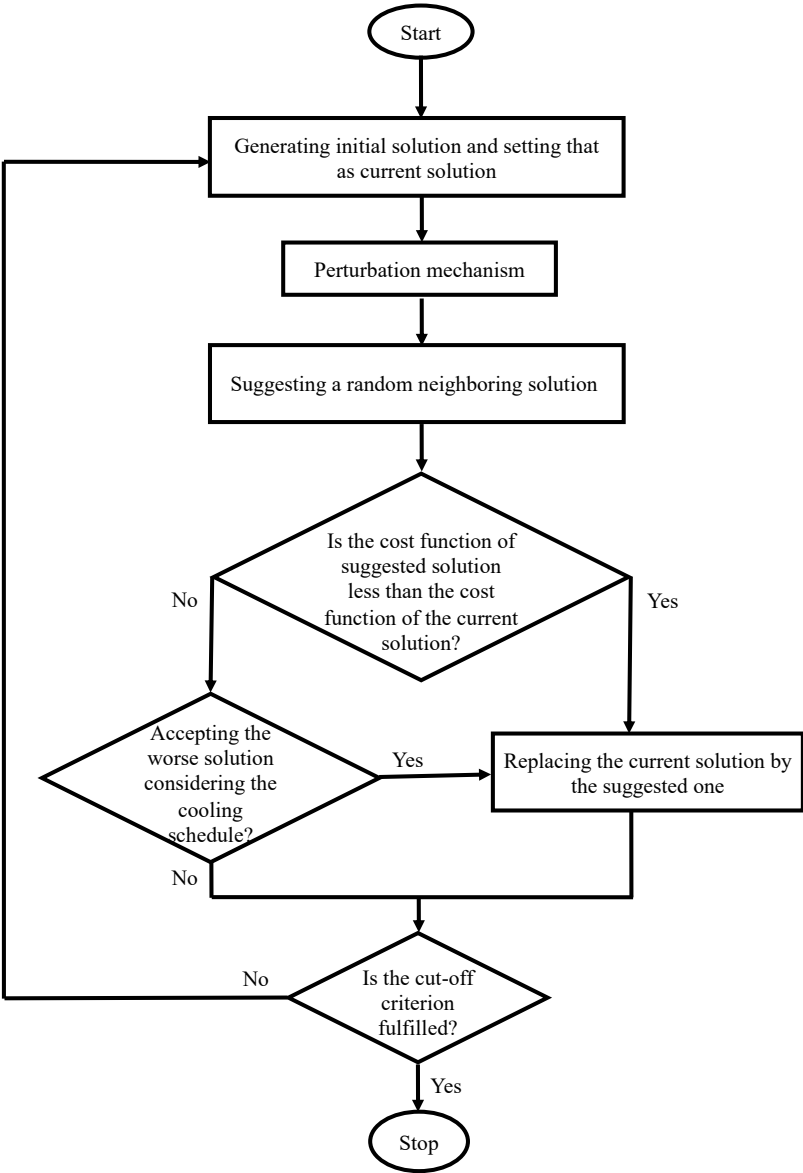 Start
Generating initial solution and setting that
as current solution
Perturbation mechanism
Suggesting a random neighboring solution
Is the cost function of
suggested solution
less than the cost
function of the current
solution?
No
Yes
Accepting the
worse solution
considering the
cooling
schedule?
Yes
Replacing the current solution by
the suggested one
No
No
Is the cut-off
criterion
fulfilled?
Yes
Stop